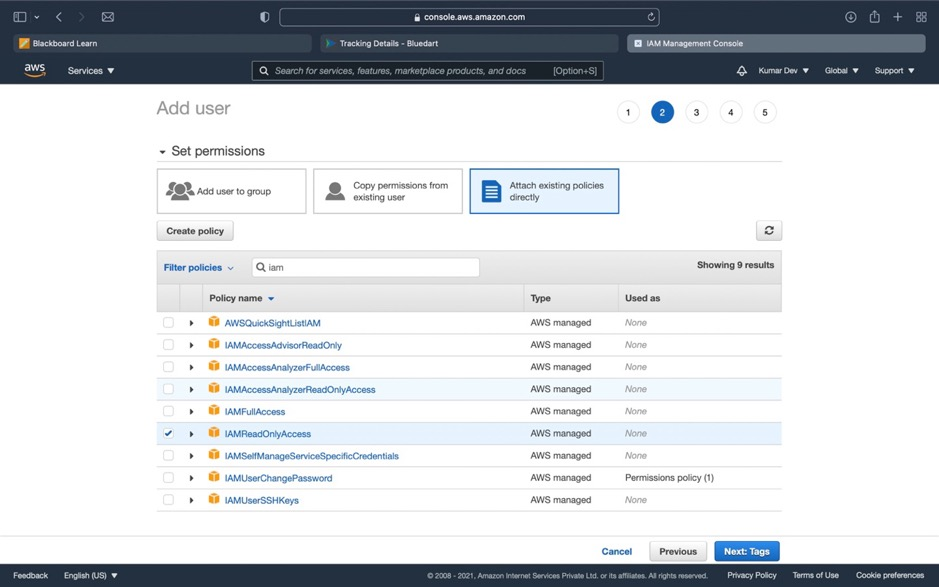 console.aws.amazon.com
Blackboard Learn
Tracking Details - Bluedart
IAM Management Console
aws
Services
Search for services, features, marketplace products, and docs [Option+S]
Kumar Dev
Global
Support
Add user
1 2 3 4 5
Set permissions
Add user to group
Copy permissions from
existing user
Attach existing policies
directly
Create policy
Filter policies
iam
Showing 9 results
Policy name Type Used as
AWSQuickSightListIAM AWS managed None
IAMAccessAdvisorReadOnly AWS managed None
IAMAccessAnalyzerFullAccess AWS managed None
IAMAccessAnalyzerReadOnlyAccess AWS managed None
IAMFullAccess AWS managed None
IAMReadOnlyAccess AWS managed None
IAMSelfManageServiceSpecificCredentials AWS managed None
IAMUserChangePassword AWS managed Permissions policy (1)
IAMUserSSHKeys AWS managed None
Cancel Previous Next: Tags
Feedback English (US) © 2008 - 2021, Amazon Internet Services Private Ltd. or its affiliates. All rights reserved. Privacy Policy Terms of Use Cookie preferences